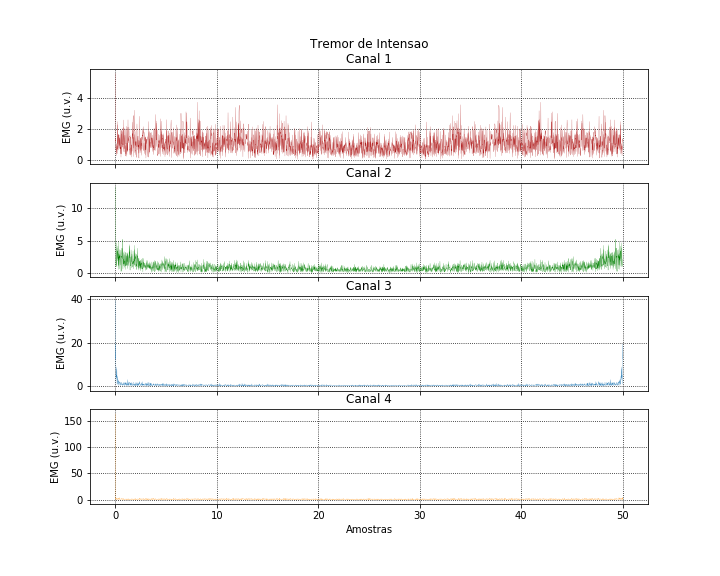 Tremor de Intensao
Canal 1
EMG (u.v.)
4
2
0
Canal 2
EMG (u.v.)
10
5
0
Canal 3
EMG (u.v.)
40
20
0
Canal 4
EMG (u.v.)
150
100
50
0
0 10 20 30 40 50
Amostras